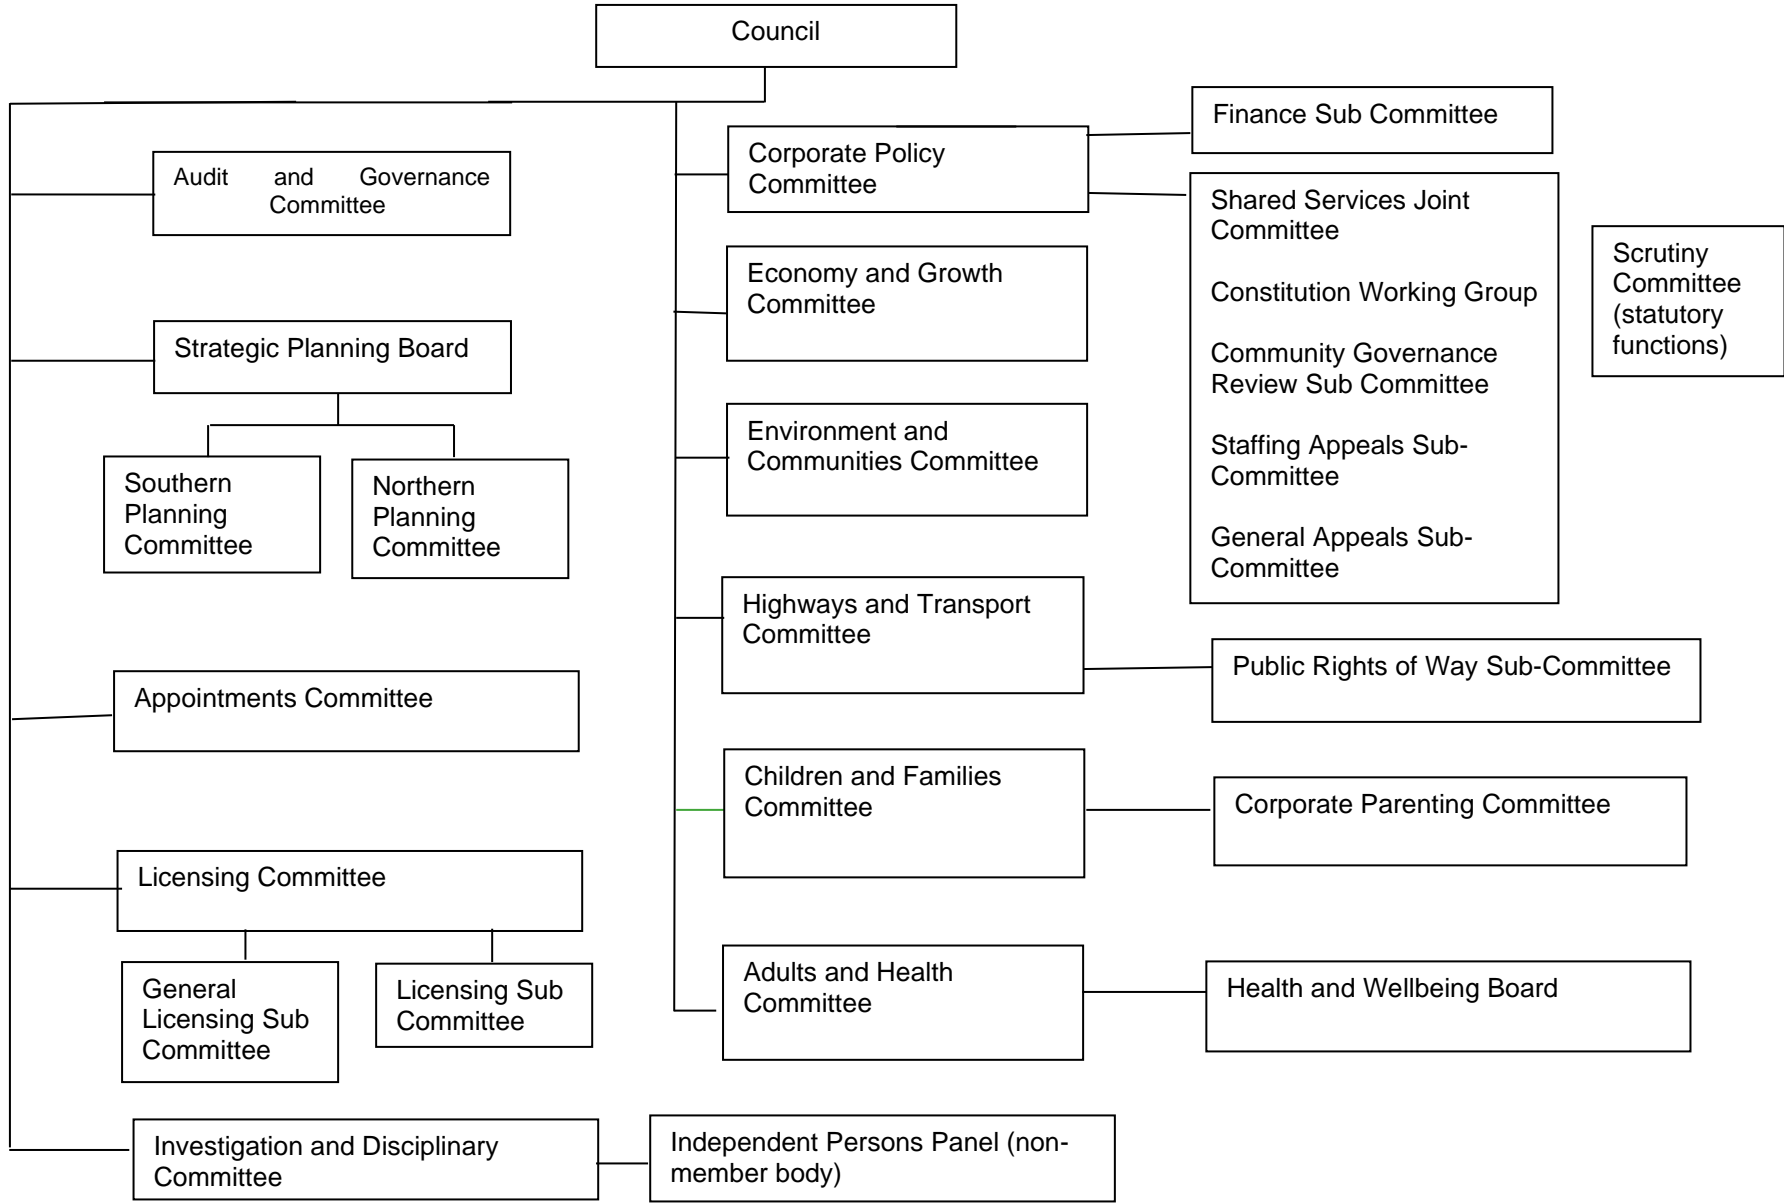 Council
Audit and Governance
Committee
Strategic Planning Board
Southern
Planning
Committee
Northern
Planning
Committee
Appointments Committee
Licensing Committee
General
Licensing Sub
Committee
Licensing Sub
Committee
Investigation and Disciplinary
Committee
Independent Persons Panel (non-
member body)
Corporate Policy
Committee
Economy and Growth
Committee
Environment and
Communities Committee
Highways and Transport
Committee
Children and Families
Committee
Adults and Health
Committee
Finance Sub Committee
Shared Services Joint
Committee
Constitution Working Group
Community Governance
Review Sub Committee
Staffing Appeals Sub-
Committee
General Appeals Sub-
Committee
Public Rights of Way Sub-Committee
Corporate Parenting Committee
Health and Wellbeing Board
Scrutiny
Committee
(statutory
functions)